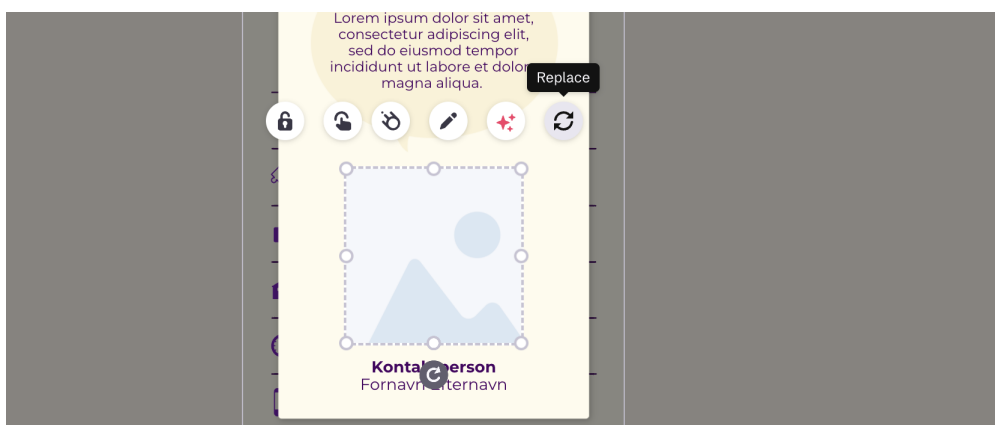 Lorem ipsum dolor sit amet,
consectetur adipiscing elit,
sed do eiusmod tempor
incididunt ut labore et dolore
magna aliqua.
Replace
Kontaktperson
Fornavn Etternavn